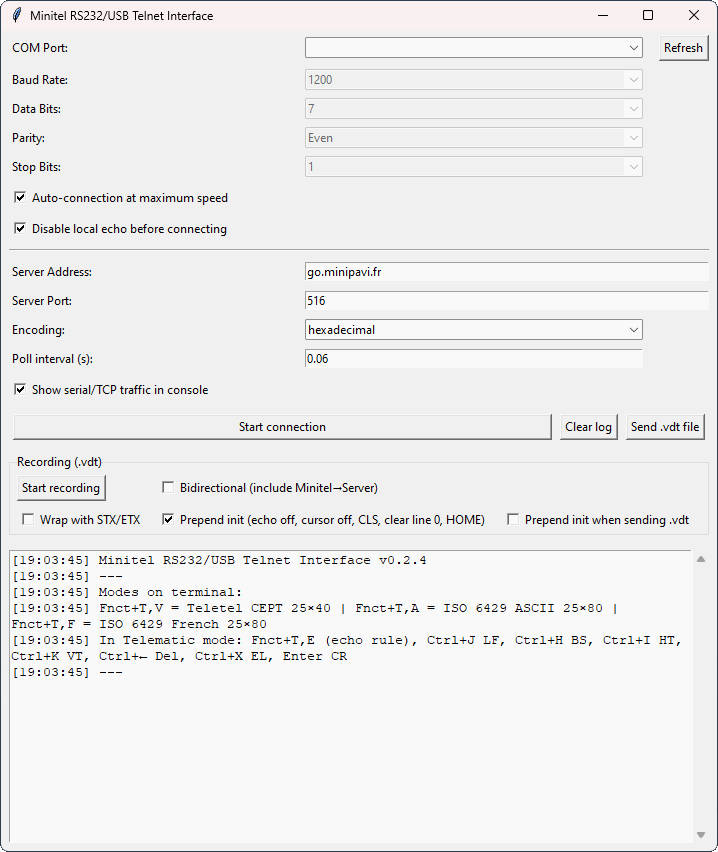 Minitel RS232/USB Telnet Interface
COM Port:
Refresh
Baud Rate: 1200
Data Bits: 7
Parity: Even
Stop Bits: 1
Auto-connection at maximum speed
Disable local echo before connecting
Server Address: go.minipavi.fr
Server Port: 516
Encoding: hexadecimal
Poll interval (s): 0.06
Show serial/TCP traffic in console
Start connection Clear log Send .vdt file
Recording (.vdt)
Start recording Bidirectional (include Minitel→Server)
Wrap with STX/ETX Prepend init (echo off, cursor off, CLS, clear line 0, HOME) Prepend init when sending .vdt
[19:03:45] Minitel RS232/USB Telnet Interface v0.2.4
[19:03:45] ---
[19:03:45] Modes on terminal:
[19:03:45] Fnct+T,V = Teletel CEPT 25×40 | Fnct+T,A = ISO 6429 ASCII 25×80 |
Fnct+T,F = ISO 6429 French 25×80
[19:03:45] In Telematic mode: Fnct+T,E (echo rule), Ctrl+J LF, Ctrl+H BS, Ctrl+I HT,
Ctrl+K VT, Ctrl+← Del, Ctrl+X EL, Enter CR
[19:03:45] ---